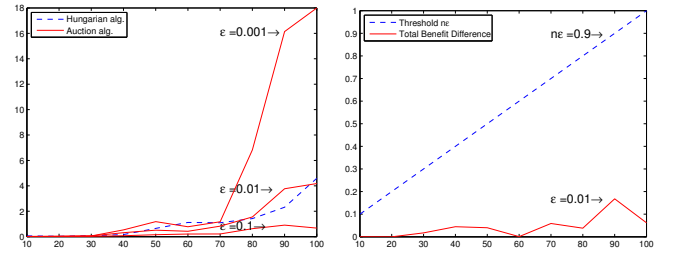 18
16
14
12
10
8
6
4
2
0
10 20 30 40 50 60 70 80 90 100
Hungarian alg.
Auction alg.
ε =0.001→
ε =0.01→
ε =0.1→
1
0.9
0.8
0.7
0.6
0.5
0.4
0.3
0.2
0.1
0
10 20 30 40 50 60 70 80 90 100
Threshold nε
Total Benefit Difference
nε =0.9→
ε =0.01→